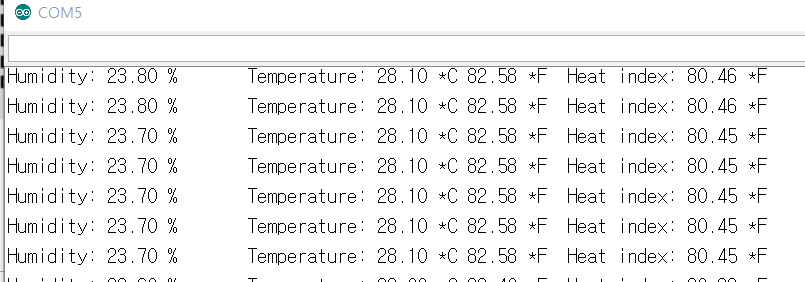 COM5
Humidity: 23.80 % Temperature: 28.10 *C 82.58 *F Heat index: 80.46 *F
Humidity: 23.80 % Temperature: 28.10 *C 82.58 *F Heat index: 80.46 *F
Humidity: 23.70 % Temperature: 28.10 *C 82.58 *F Heat index: 80.45 *F
Humidity: 23.70 % Temperature: 28.10 *C 82.58 *F Heat index: 80.45 *F
Humidity: 23.70 % Temperature: 28.10 *C 82.58 *F Heat index: 80.45 *F
Humidity: 23.70 % Temperature: 28.10 *C 82.58 *F Heat index: 80.45 *F
Humidity: 23.70 % Temperature: 28.10 *C 82.58 *F Heat index: 80.45 *F
Humidity: % Temperature: *C *F Heat index: *F